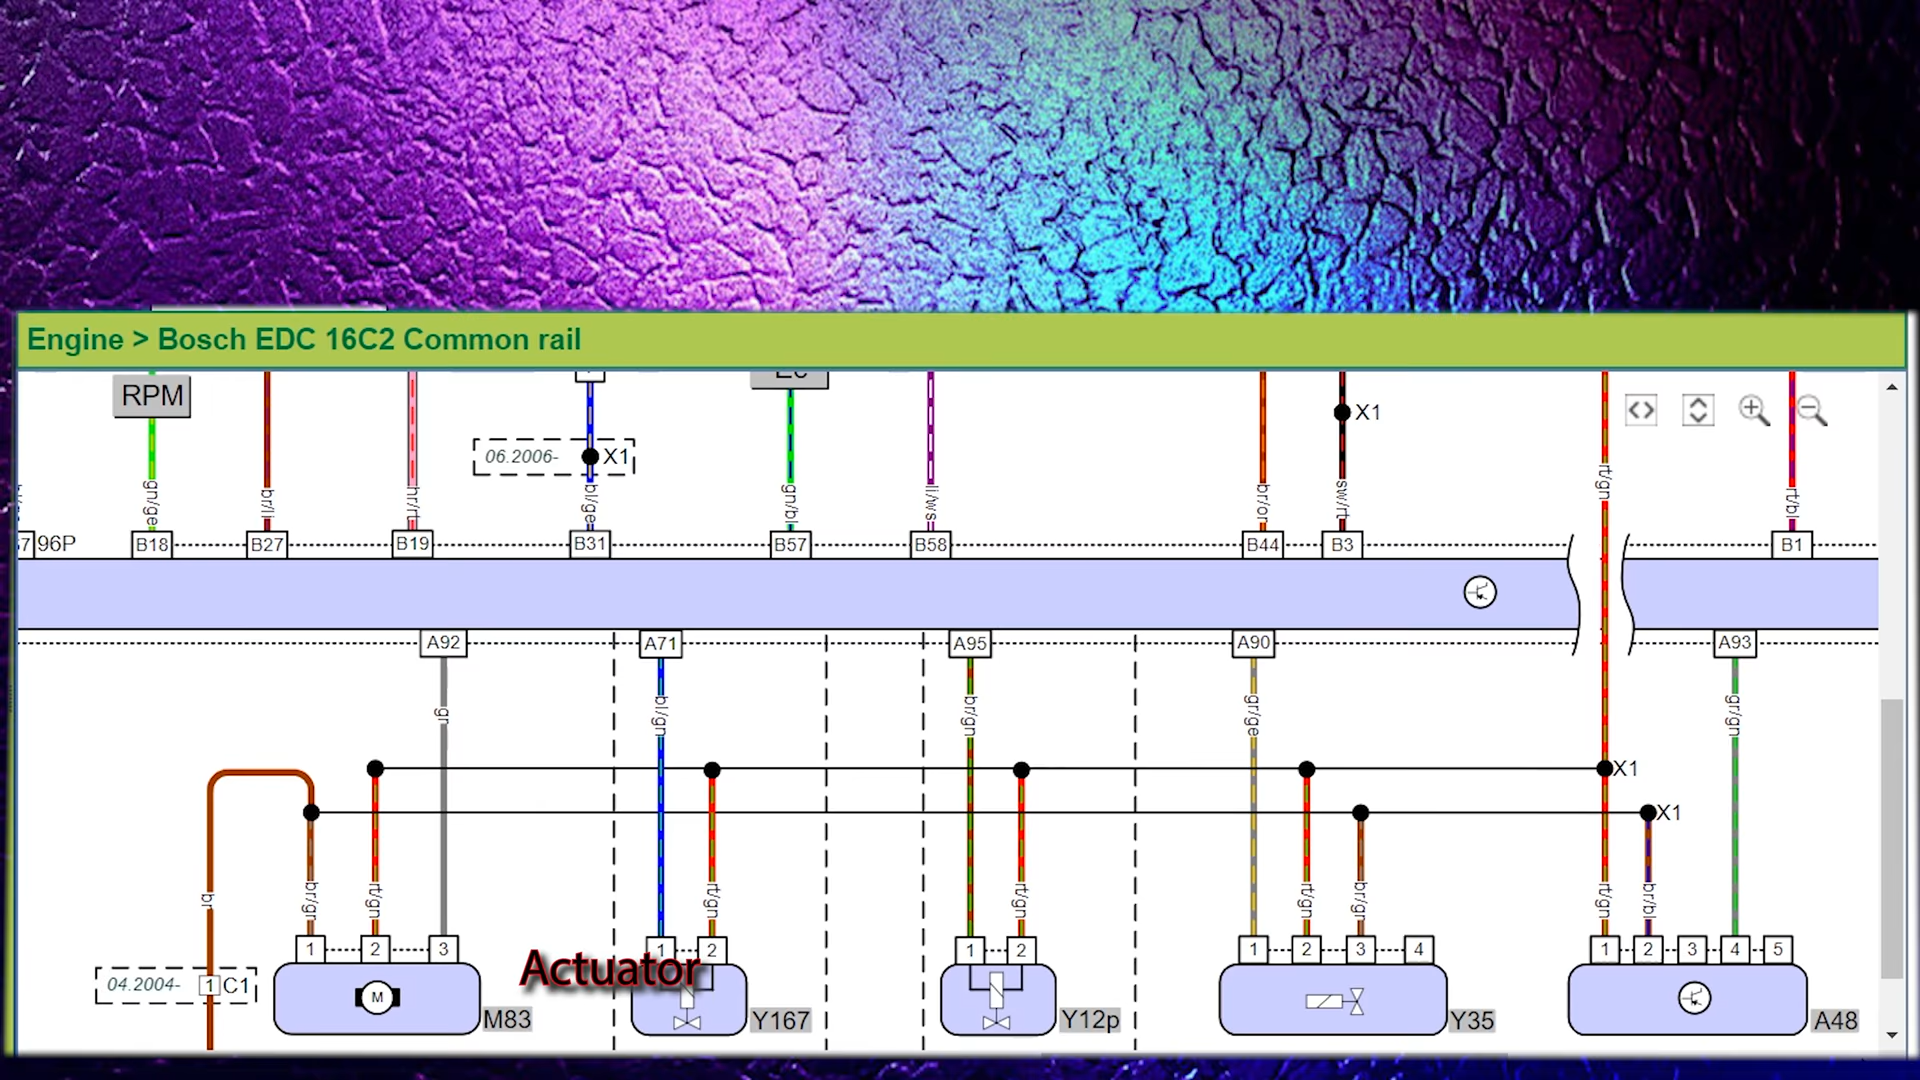 Engine > Bosch EDC 16C2 Common rail
RPM
X1
06.2006- X1
gn/ge br/li hr/rt bl/ge gn/bl li/ws br/or sw/rt rt/gn rt/bl
96P B18 B27 B19 B31 B57 B58 B44 B3 B1
A92 A71 A95 A90 A93
gr bl/gn br/gn gr/ge gr/gn
X1
X1
br br/gr rt/gn rt/gn rt/gn rt/gn br/gr rt/gn br/bl
1 2 3 1 2 1 2 1 2 3 4 1 2 3 4 5
Actuator
04.2004- 1 C1
M
M83 Y167 Y12p Y35 A48